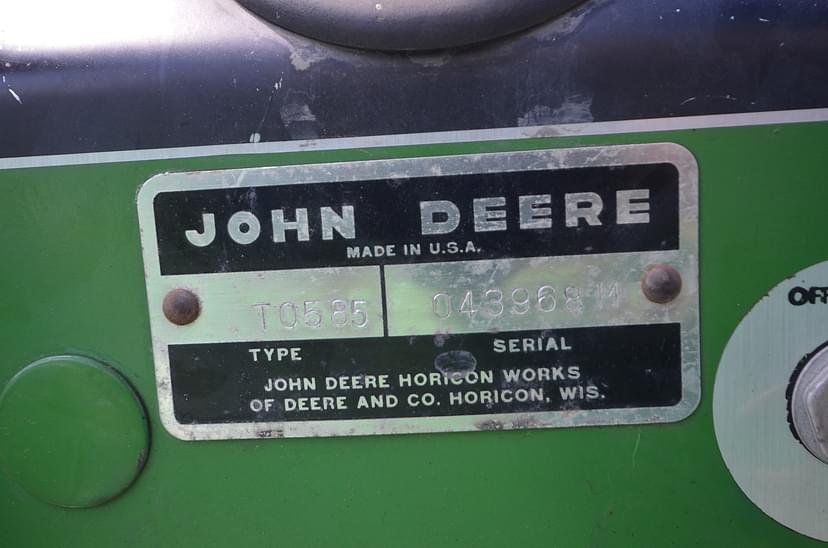 JOHN DEERE
MADE IN U.S.A.
T0585 043968M
TYPE SERIAL
JOHN DEERE HORICON WORKS
OF DEERE AND CO. HORICON, WIS.
OFF